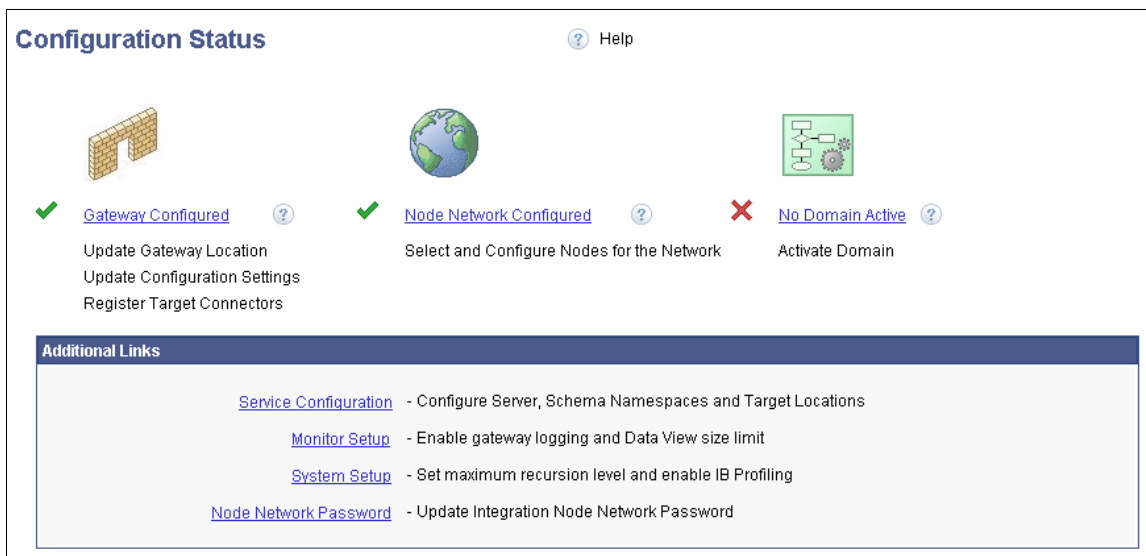 Configuration Status
? Help
Gateway Configured ?
Node Network Configured ?
No Domain Active ?
Update Gateway Location
Update Configuration Settings
Register Target Connectors
Select and Configure Nodes for the Network
Activate Domain
Additional Links
Service Configuration - Configure Server, Schema Namespaces and Target Locations
Monitor Setup - Enable gateway logging and Data View size limit
System Setup - Set maximum recursion level and enable IB Profiling
Node Network Password - Update Integration Node Network Password